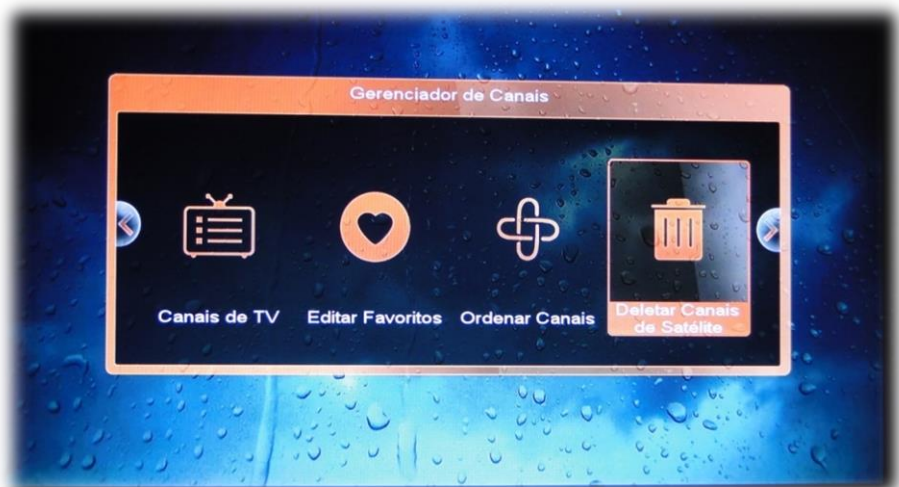 Gerenciador de Canais
Canais de TV
Editar Favoritos
Ordenar Canais
Deletar Canais
de Satélite